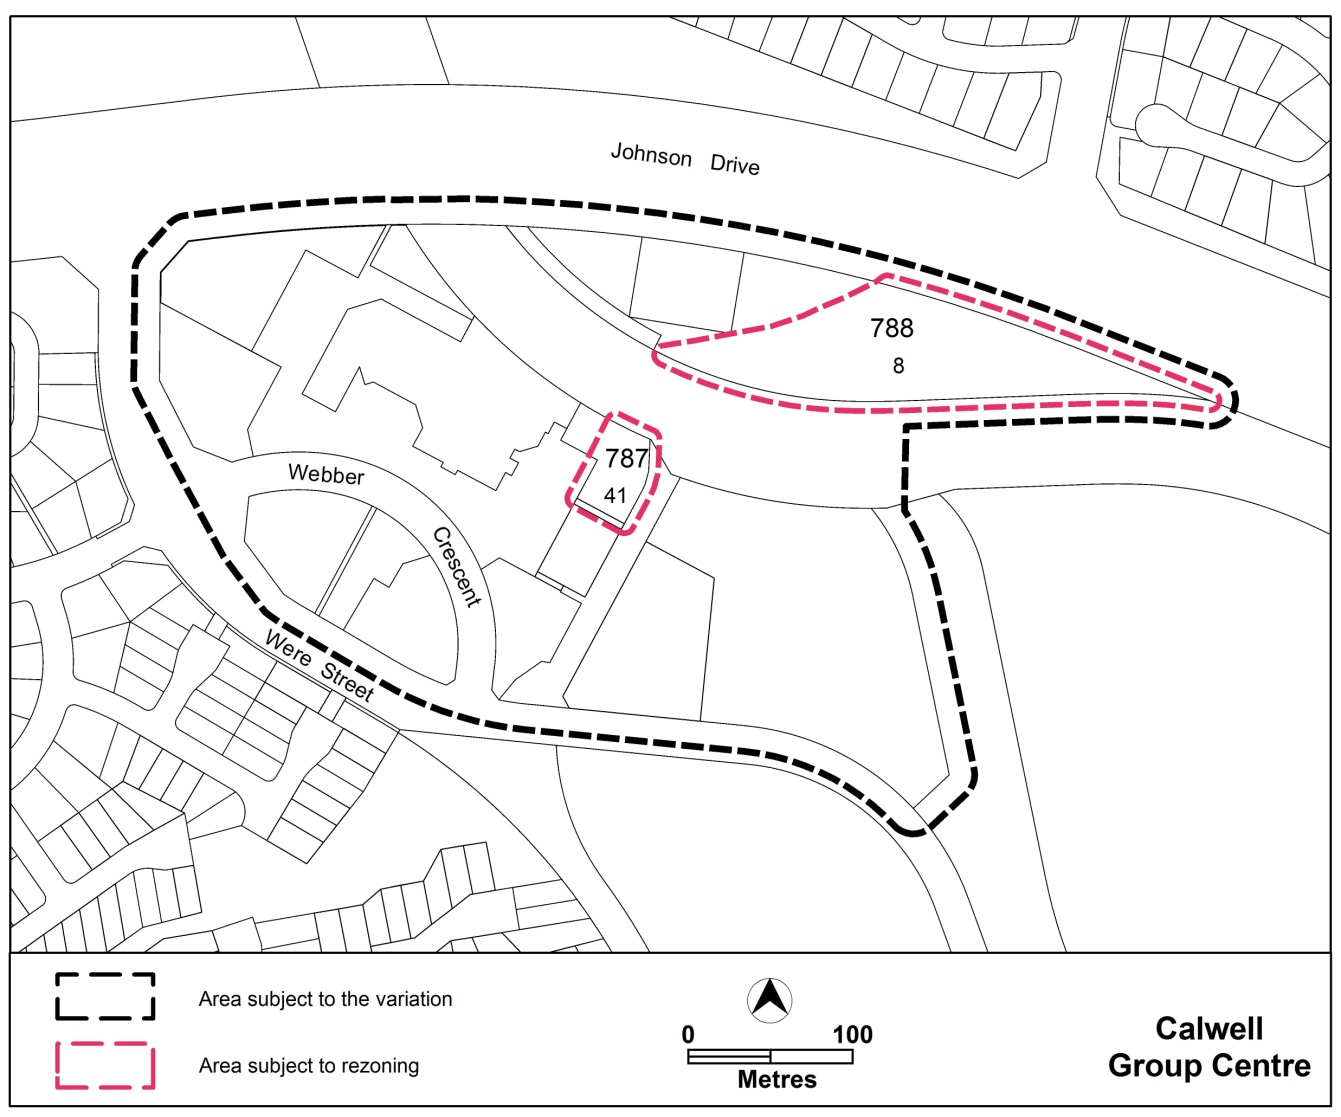 Johnson Drive
788
8
787
41
Webber
Crescent
Were Street
Area subject to the variation
Area subject to rezoning
0 100
Metres
Calwell
Group Centre